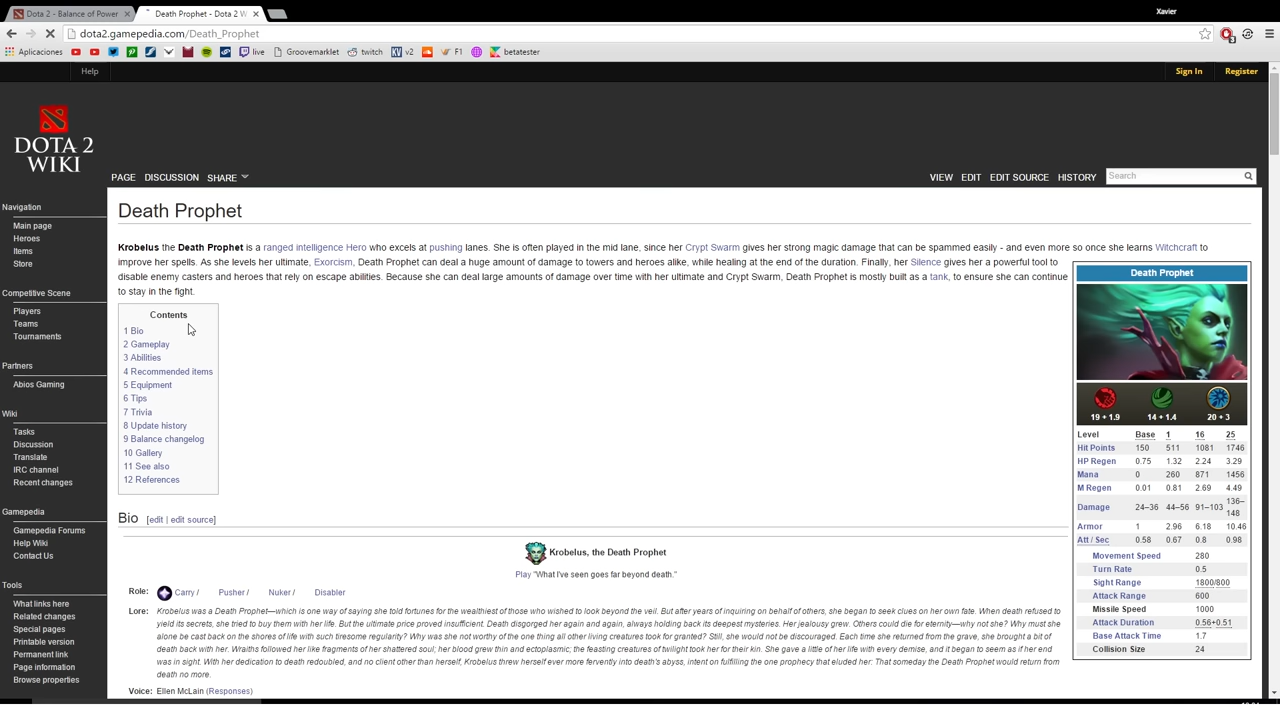 Dota 2 - Balance of Power
Death Prophet - Dota 2 W
Xavier
dota2.gamepedia.com/Death_Prophet
Aplicaciones
live
Groovemarklet
twitch
v2
F1
betatester
Help
Sign In
Register
DOTA 2
WIKI
PAGE DISCUSSION SHARE
VIEW EDIT EDIT SOURCE HISTORY
Search
Navigation
Main page
Heroes
Items
Store
Competitive Scene
Players
Teams
Tournaments
Partners
Abios Gaming
Wiki
Tasks
Discussion
Translate
IRC channel
Recent changes
Gamepedia
Gamepedia Forums
Help Wiki
Contact Us
Tools
What links here
Related changes
Special pages
Printable version
Permanent link
Page information
Browse properties
Death Prophet
Krobelus the Death Prophet is a ranged intelligence Hero who excels at pushing lanes. She is often played in the mid lane, since her Crypt Swarm gives her strong magic damage that can be spammed easily - and even more so once she learns Witchcraft to
improve her spells. As she levels her ultimate, Exorcism, Death Prophet can deal a huge amount of damage to towers and heroes alike, while healing at the end of the duration. Finally, her Silence gives her a powerful tool to
disable enemy casters and heroes that rely on escape abilities. Because she can deal large amounts of damage over time with her ultimate and Crypt Swarm, Death Prophet is mostly built as a tank, to ensure she can continue
to stay in the fight.
Contents
1 Bio
2 Gameplay
3 Abilities
4 Recommended items
5 Equipment
6 Tips
7 Trivia
8 Update history
9 Balance changelog
10 Gallery
11 See also
12 References
Bio [edit | edit source]
Krobelus, the Death Prophet
Play "What I've seen goes far beyond death."
Role: Carry / Pusher / Nuker / Disabler
Lore: Krobelus was a Death Prophet—which is one way of saying she told fortunes for the wealthiest of those who wished to look beyond the veil. But after years of inquiring on behalf of others, she began to seek clues on her own fate. When death refused to
yield its secrets, she tried to buy them with her life. But the ultimate price proved insufficient. Death disgorged her again and again, always holding back its deepest mysteries. Her jealousy grew. Others could die for eternity—why not she? Why must she
alone be cast back on the shores of life with such tiresome regularity? Why was she not worthy of the one thing all other living creatures took for granted? Still, she would not be discouraged. Each time she returned from the grave, she brought a bit of
death back with her. Wraiths followed her like fragments of her shattered soul; her blood grew thin and ectoplasmic; the feasting creatures of twilight took her for their kin. She gave a little of her life with every demise, and it began to seem as if her end
was in sight. With her dedication to death redoubled, and no client other than herself, Krobelus threw herself ever more fervently into death's abyss, intent on fulfilling the one prophecy that eluded her: That someday the Death Prophet would return from
death no more.
Voice: Ellen McLain (Responses)
Death Prophet
19 + 1.9 14 + 1.4 20 + 3
Level Base 1 16 25
Hit Points 150 511 1081 1746
HP Regen 0.75 1.32 2.24 3.29
Mana 0 260 871 1456
M Regen 0.01 0.81 2.69 4.49
Damage 24–36 44–56 91–103 136–148
Armor 1 2.96 6.18 10.46
Att / Sec 0.58 0.67 0.8 0.98
Movement Speed 280
Turn Rate 0.5
Sight Range 1800/800
Attack Range 600
Missile Speed 1000
Attack Duration 0.56+0.51
Base Attack Time 1.7
Collision Size 24